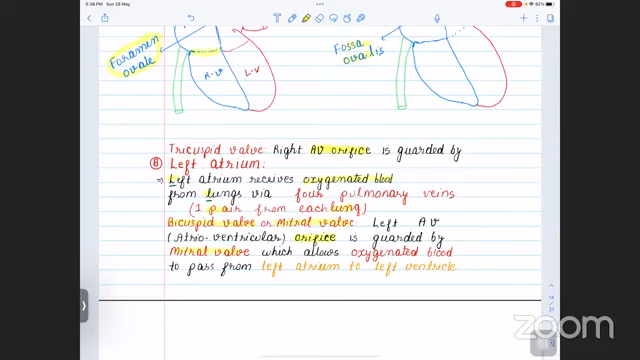 5:38 PM Sun 28 May
82%
Foramen
ovale
R.V
L.V
Fossa
ovalis
Tricuspid valve: Right AV orifice is guarded by
B Left atrium:
⇒ Left atrium receives oxygenated blood
from lungs via four pulmonary veins
(1 pair from each lung)
Bicuspid valve or Mitral valve: Left AV
(Atrio-ventricular) orifice is guarded by
Mitral valve which allows oxygenated blood
to pass from left atrium to left ventricle
zoom